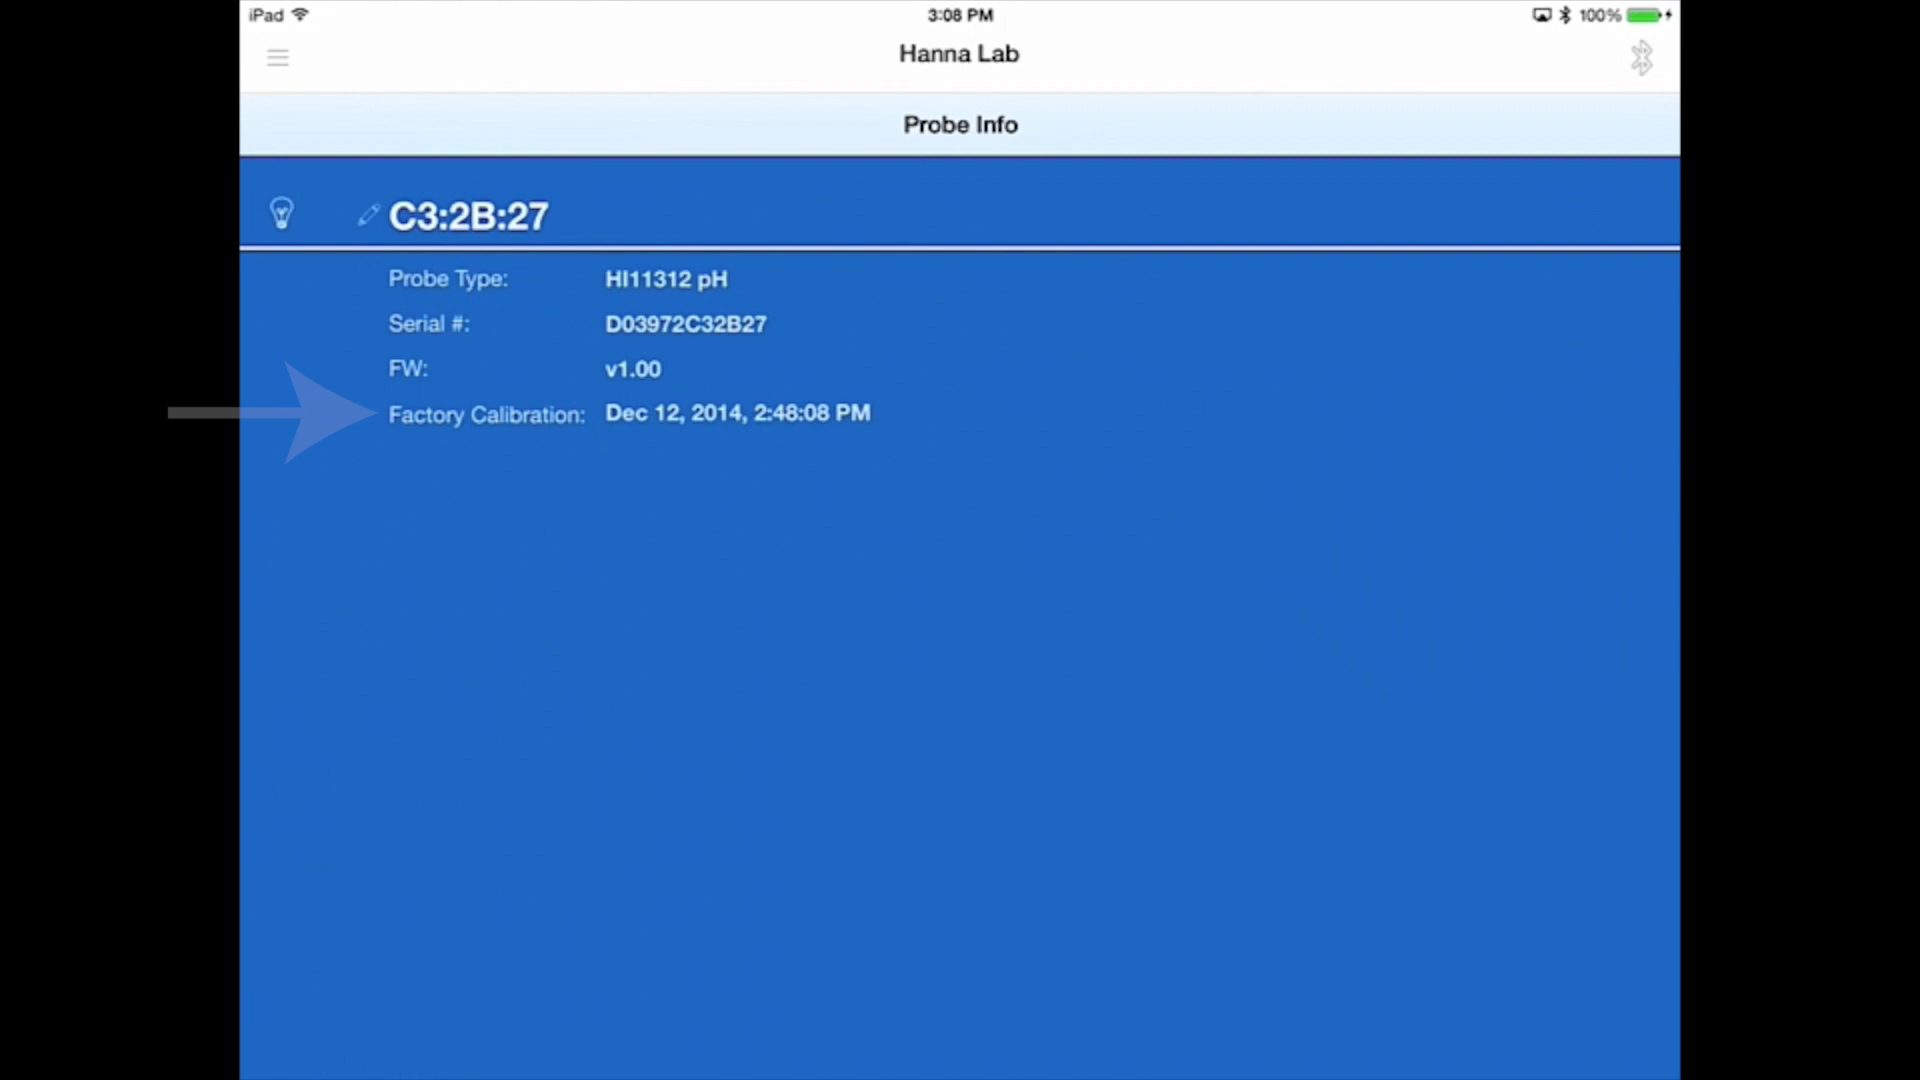 iPad 3:08 PM 100%
Hanna Lab
Probe Info
C3:2B:27
Probe Type: HI11312 pH
Serial #: D03972C32B27
FW: v1.00
Factory Calibration: Dec 12, 2014, 2:48:08 PM